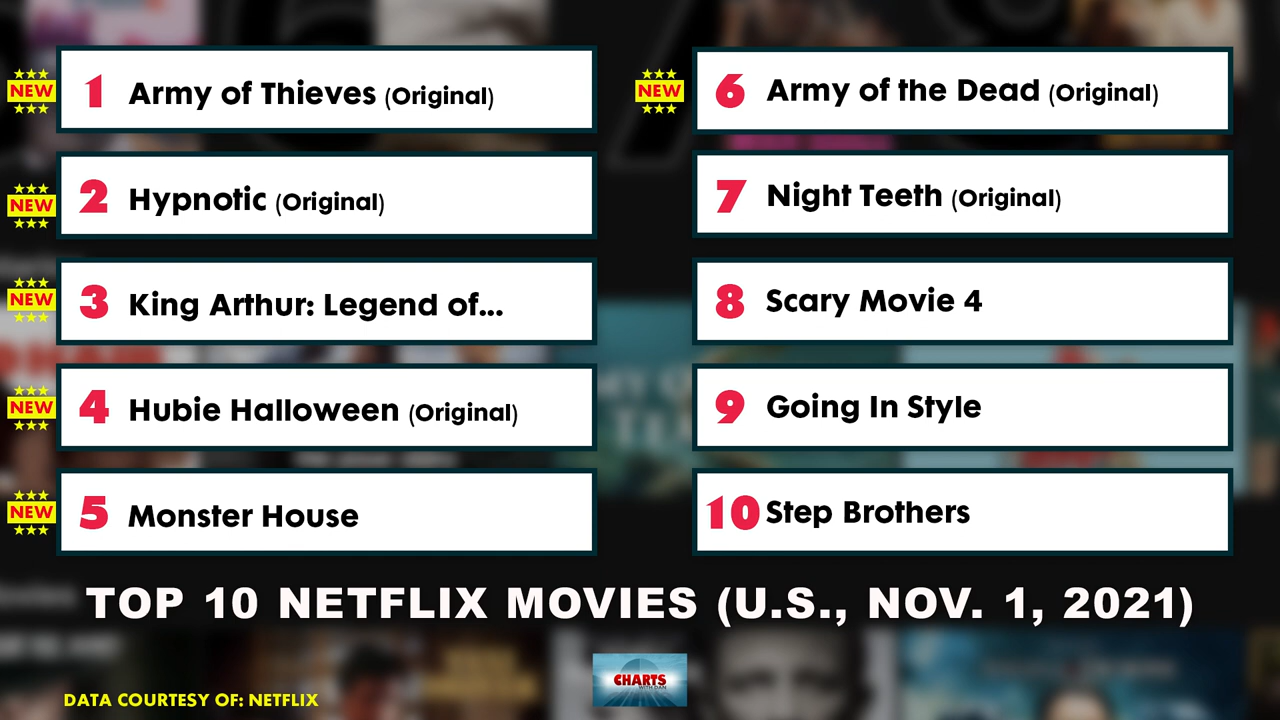 NEW 1 Army of Thieves (Original)
NEW 2 Hypnotic (Original)
NEW 3 King Arthur: Legend of...
NEW 4 Hubie Halloween (Original)
NEW 5 Monster House
NEW 6 Army of the Dead (Original)
7 Night Teeth (Original)
8 Scary Movie 4
9 Going In Style
10 Step Brothers
TOP 10 NETFLIX MOVIES (U.S., NOV. 1, 2021)
CHARTS
WITH DAN
DATA COURTESY OF: NETFLIX